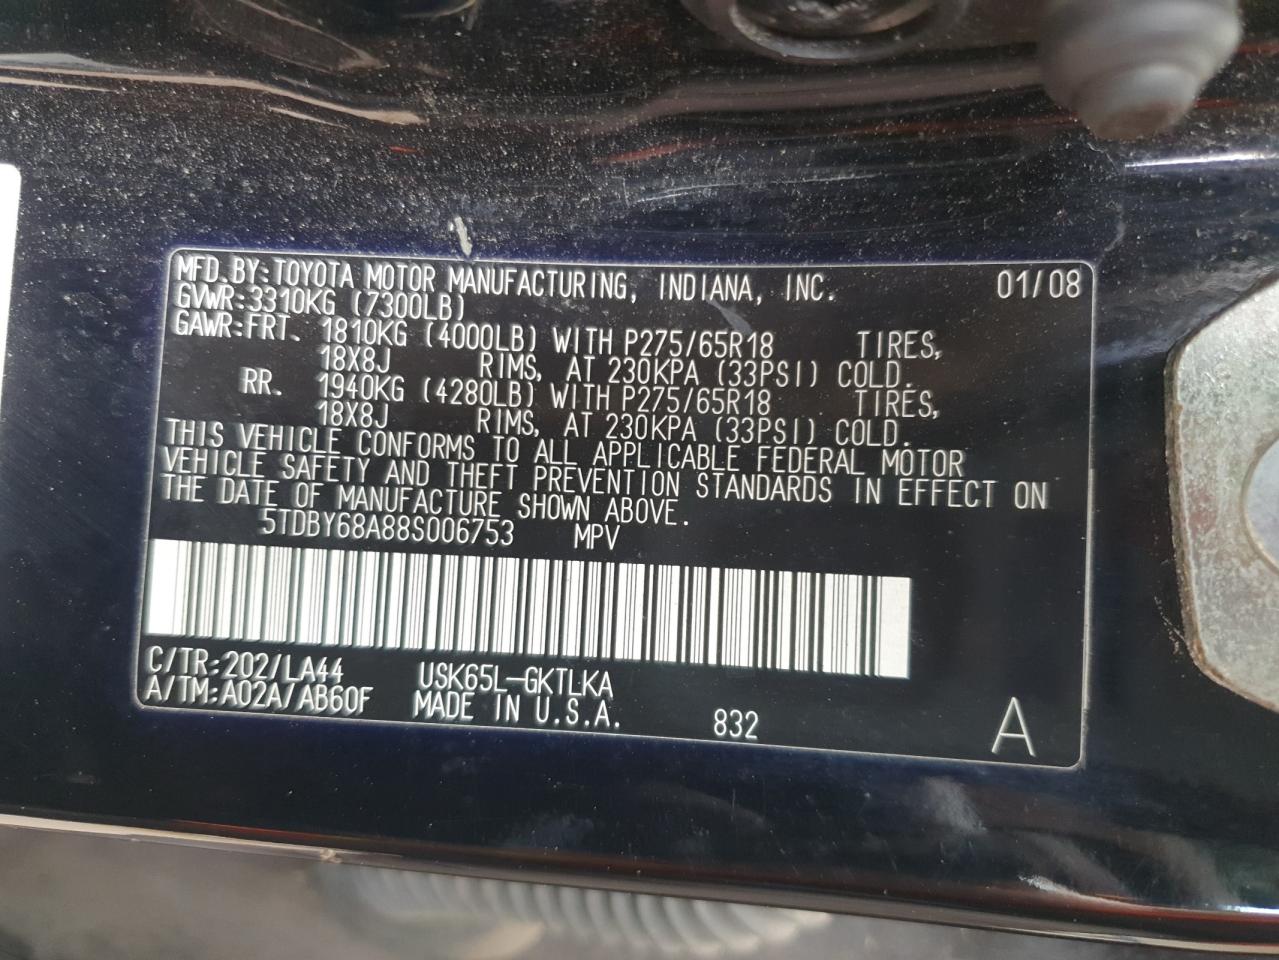 MFD.BY:TOYOTA MOTOR MANUFACTURING, INDIANA, INC. 01/08
GVWR:3310KG (7300LB)
GAWR:FRT. 1810KG (4000LB) WITH P275/65R18 TIRES,
18X8J RIMS, AT 230KPA (33PSI) COLD.
RR. 1940KG (4280LB) WITH P275/65R18 TIRES,
18X8J RIMS, AT 230KPA (33PSI) COLD.
THIS VEHICLE CONFORMS TO ALL APPLICABLE FEDERAL MOTOR
VEHICLE SAFETY AND THEFT PREVENTION STANDARDS IN EFFECT ON
THE DATE OF MANUFACTURE SHOWN ABOVE.
5TDBY68A88S006753 MPV
C/TR:202/LA44 USK65L-GKTLKA
A/TM:A02A/AB60F MADE IN U.S.A. 832 A